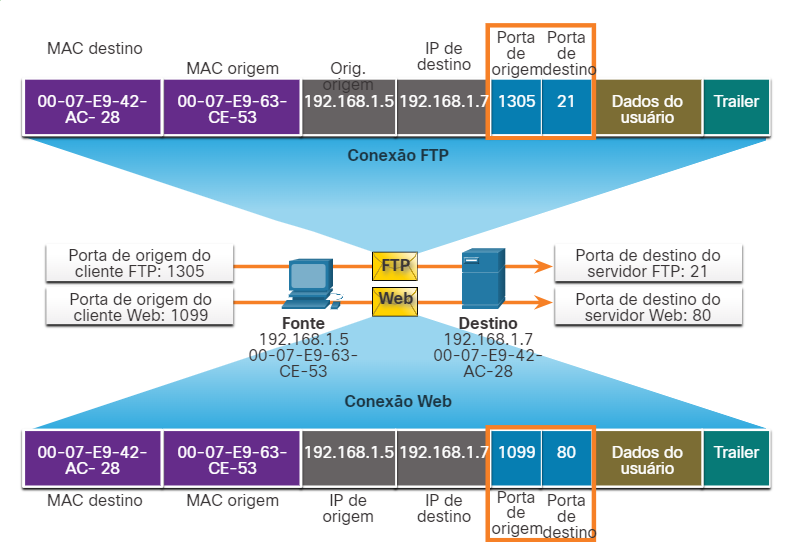 MAC destino
MAC origem
Orig.
origem
IP de
destino
Porta
de
origem
Porta
de
destino
00-07-E9-42-
AC- 28
00-07-E9-63-
CE-53
192.168.1.5
192.168.1.7
1305
21
Dados do
usuário
Trailer
Conexão FTP
Porta de origem do
cliente FTP: 1305
FTP
Porta de destino do
servidor FTP: 21
Porta de origem do
cliente Web: 1099
Web
Porta de destino do
servidor Web: 80
Fonte
192.168.1.5
00-07-E9-63-
CE-53
Destino
192.168.1.7
00-07-E9-42-
AC-28
Conexão Web
00-07-E9-42-
AC- 28
00-07-E9-63-
CE-53
192.168.1.5
192.168.1.7
1099
80
Dados do
usuário
Trailer
MAC destino
MAC origem
IP de
origem
IP de
destino
Porta
de
origem
Porta
de
destino